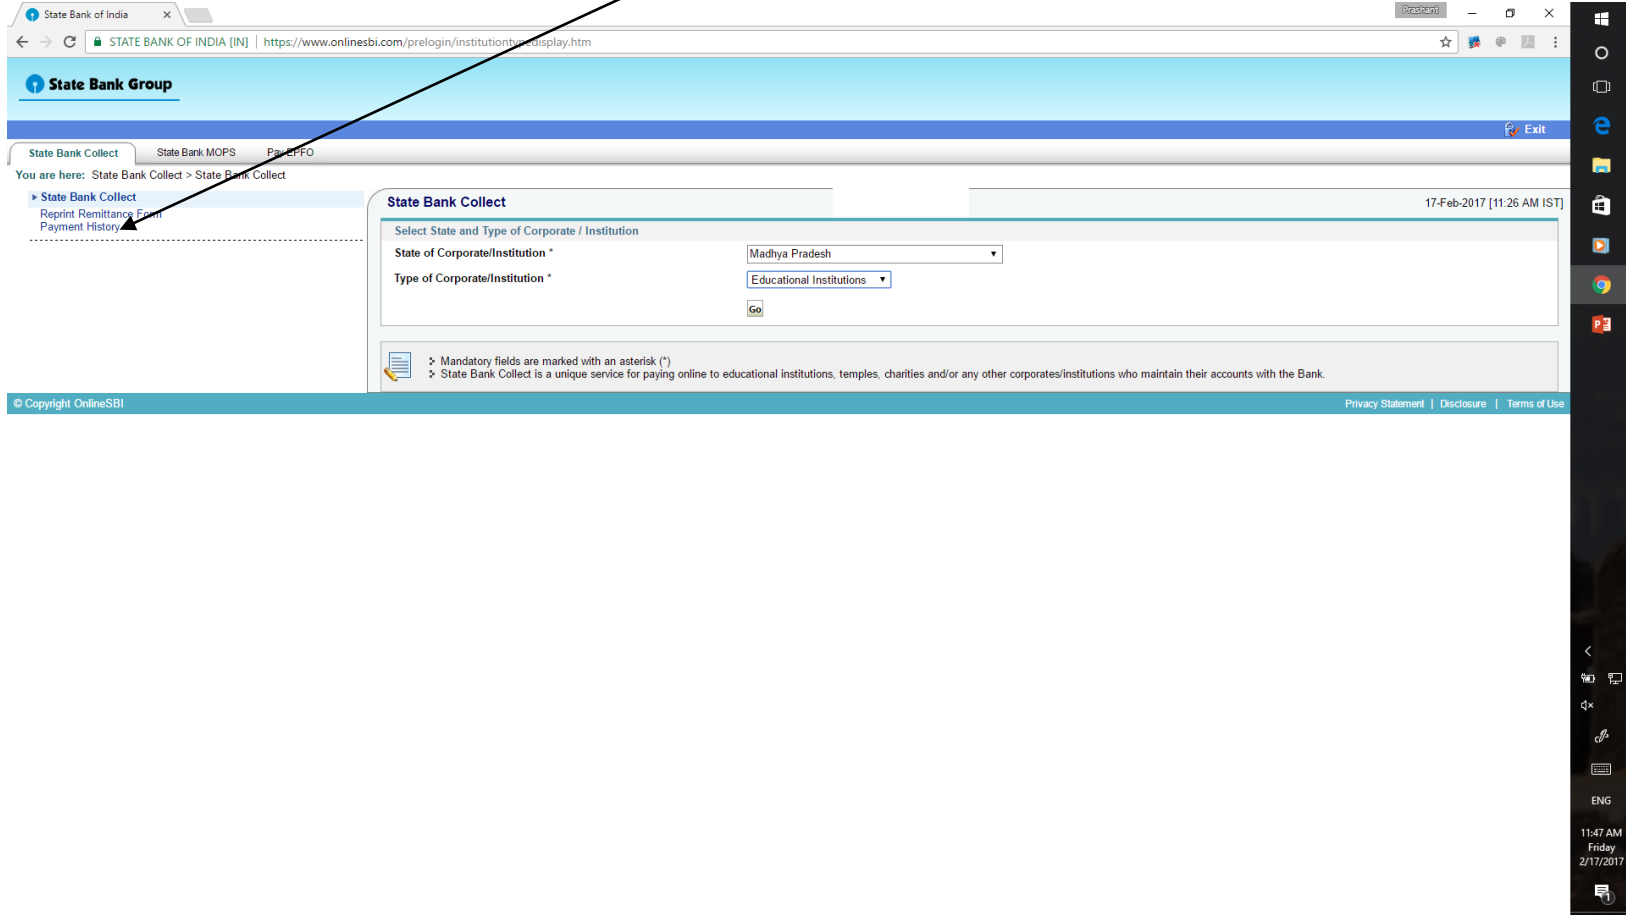 State Bank of India
Prashant
STATE BANK OF INDIA [IN] | https://www.onlinesbi.com/prelogin/institutiontypedisplay.htm
State Bank Group
Exit
State Bank Collect State Bank MOPS Pay EPFO
You are here: State Bank Collect > State Bank Collect
State Bank Collect
Reprint Remittance Form
Payment History
State Bank Collect
17-Feb-2017 [11:26 AM IST]
Select State and Type of Corporate / Institution
State of Corporate/Institution * Madhya Pradesh
Type of Corporate/Institution * Educational Institutions
Go
Mandatory fields are marked with an asterisk (*)
State Bank Collect is a unique service for paying online to educational institutions, temples, charities and/or any other corporates/institutions who maintain their accounts with the Bank.
© Copyright OnlineSBI
Privacy Statement | Disclosure | Terms of Use
ENG
11:47 AM
Friday
2/17/2017
1